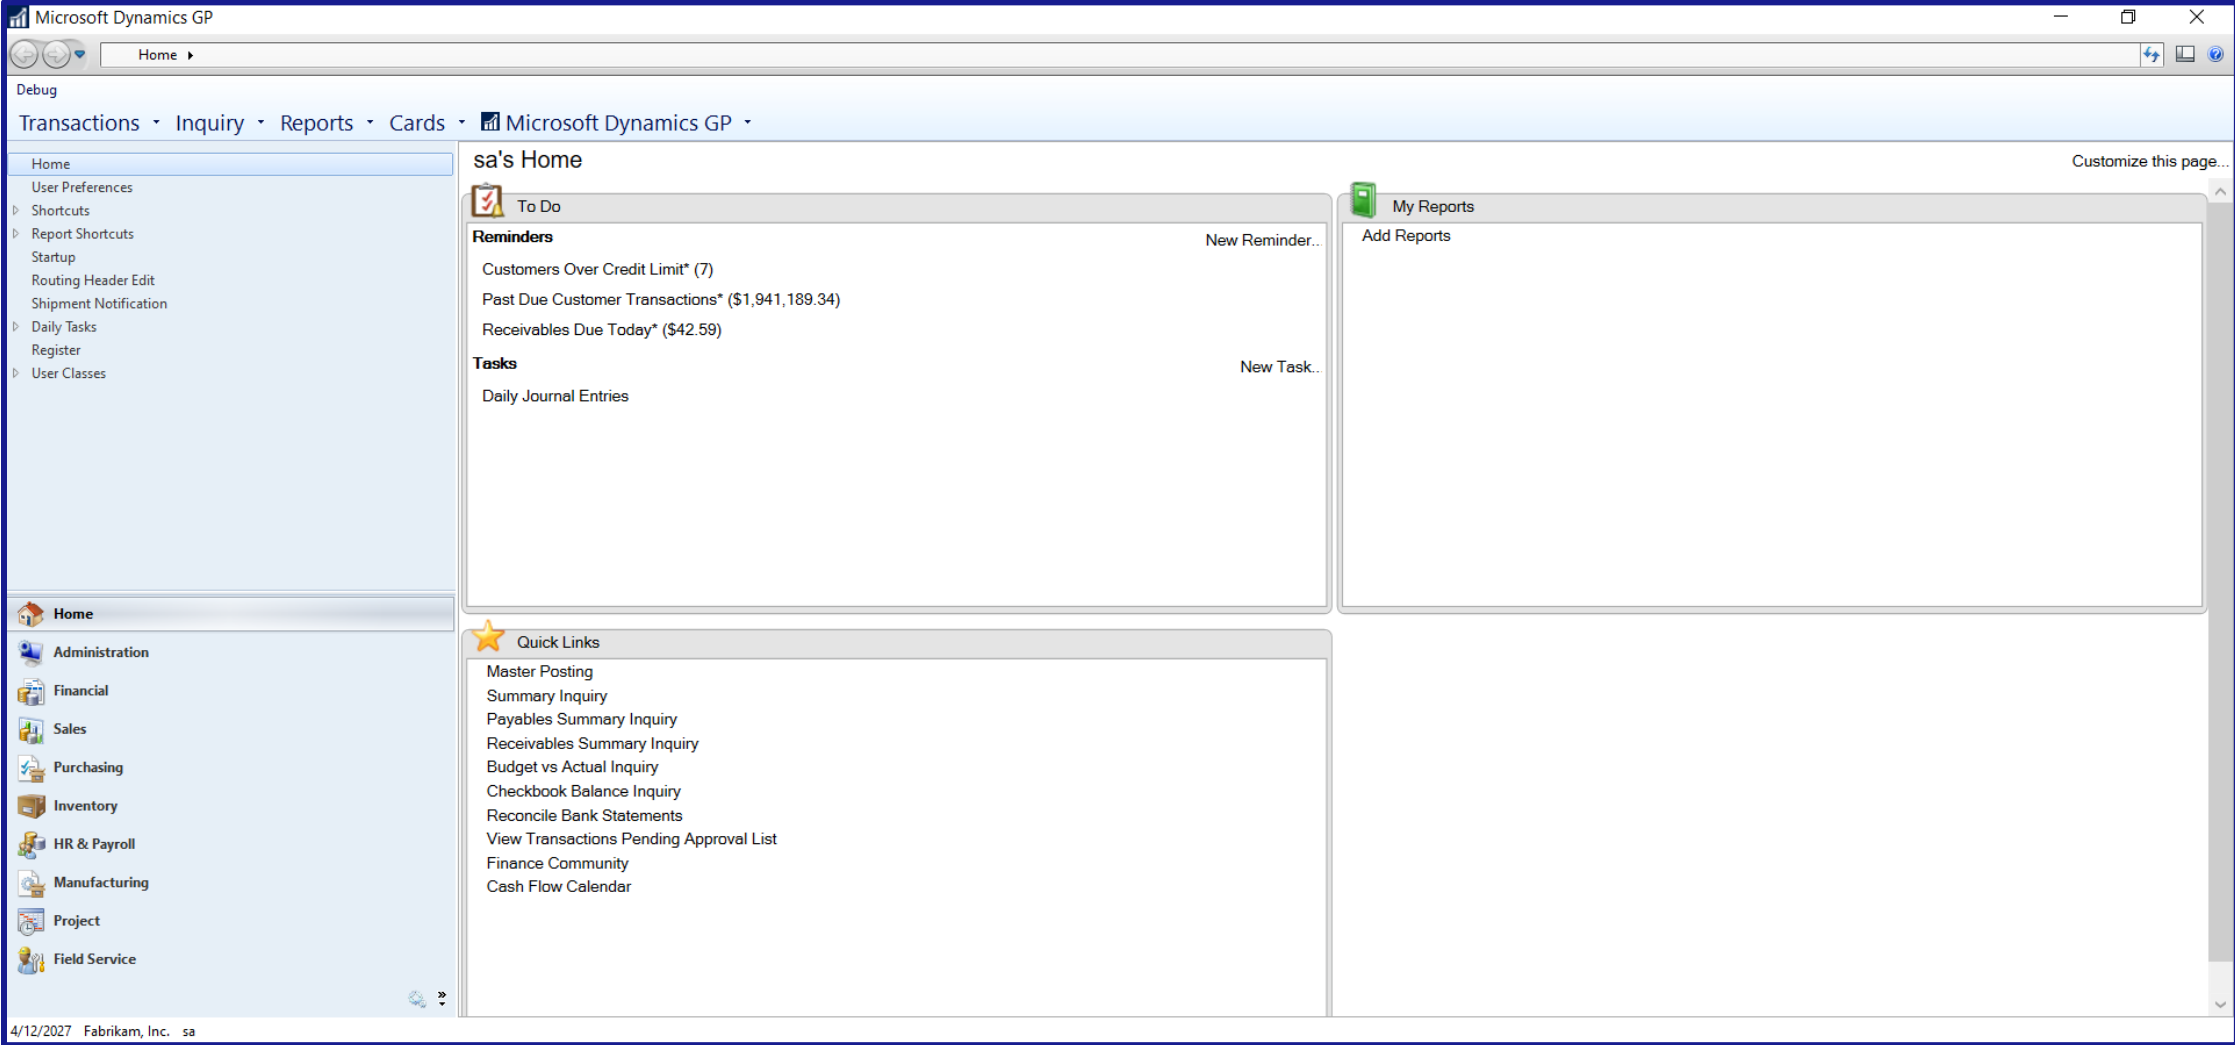 Microsoft Dynamics GP
Home
Debug
Transactions Inquiry Reports Cards Microsoft Dynamics GP
Home
User Preferences
Shortcuts
Report Shortcuts
Startup
Routing Header Edit
Shipment Notification
Daily Tasks
Register
User Classes
Home
Administration
Financial
Sales
Purchasing
Inventory
HR & Payroll
Manufacturing
Project
Field Service
sa's Home
Customize this page...
To Do
Reminders
New Reminder...
Customers Over Credit Limit* (7)
Past Due Customer Transactions* ($1,941,189.34)
Receivables Due Today* ($42.59)
Tasks
New Task...
Daily Journal Entries
My Reports
Add Reports
Quick Links
Master Posting
Summary Inquiry
Payables Summary Inquiry
Receivables Summary Inquiry
Budget vs Actual Inquiry
Checkbook Balance Inquiry
Reconcile Bank Statements
View Transactions Pending Approval List
Finance Community
Cash Flow Calendar
4/12/2027 Fabrikam, Inc. sa